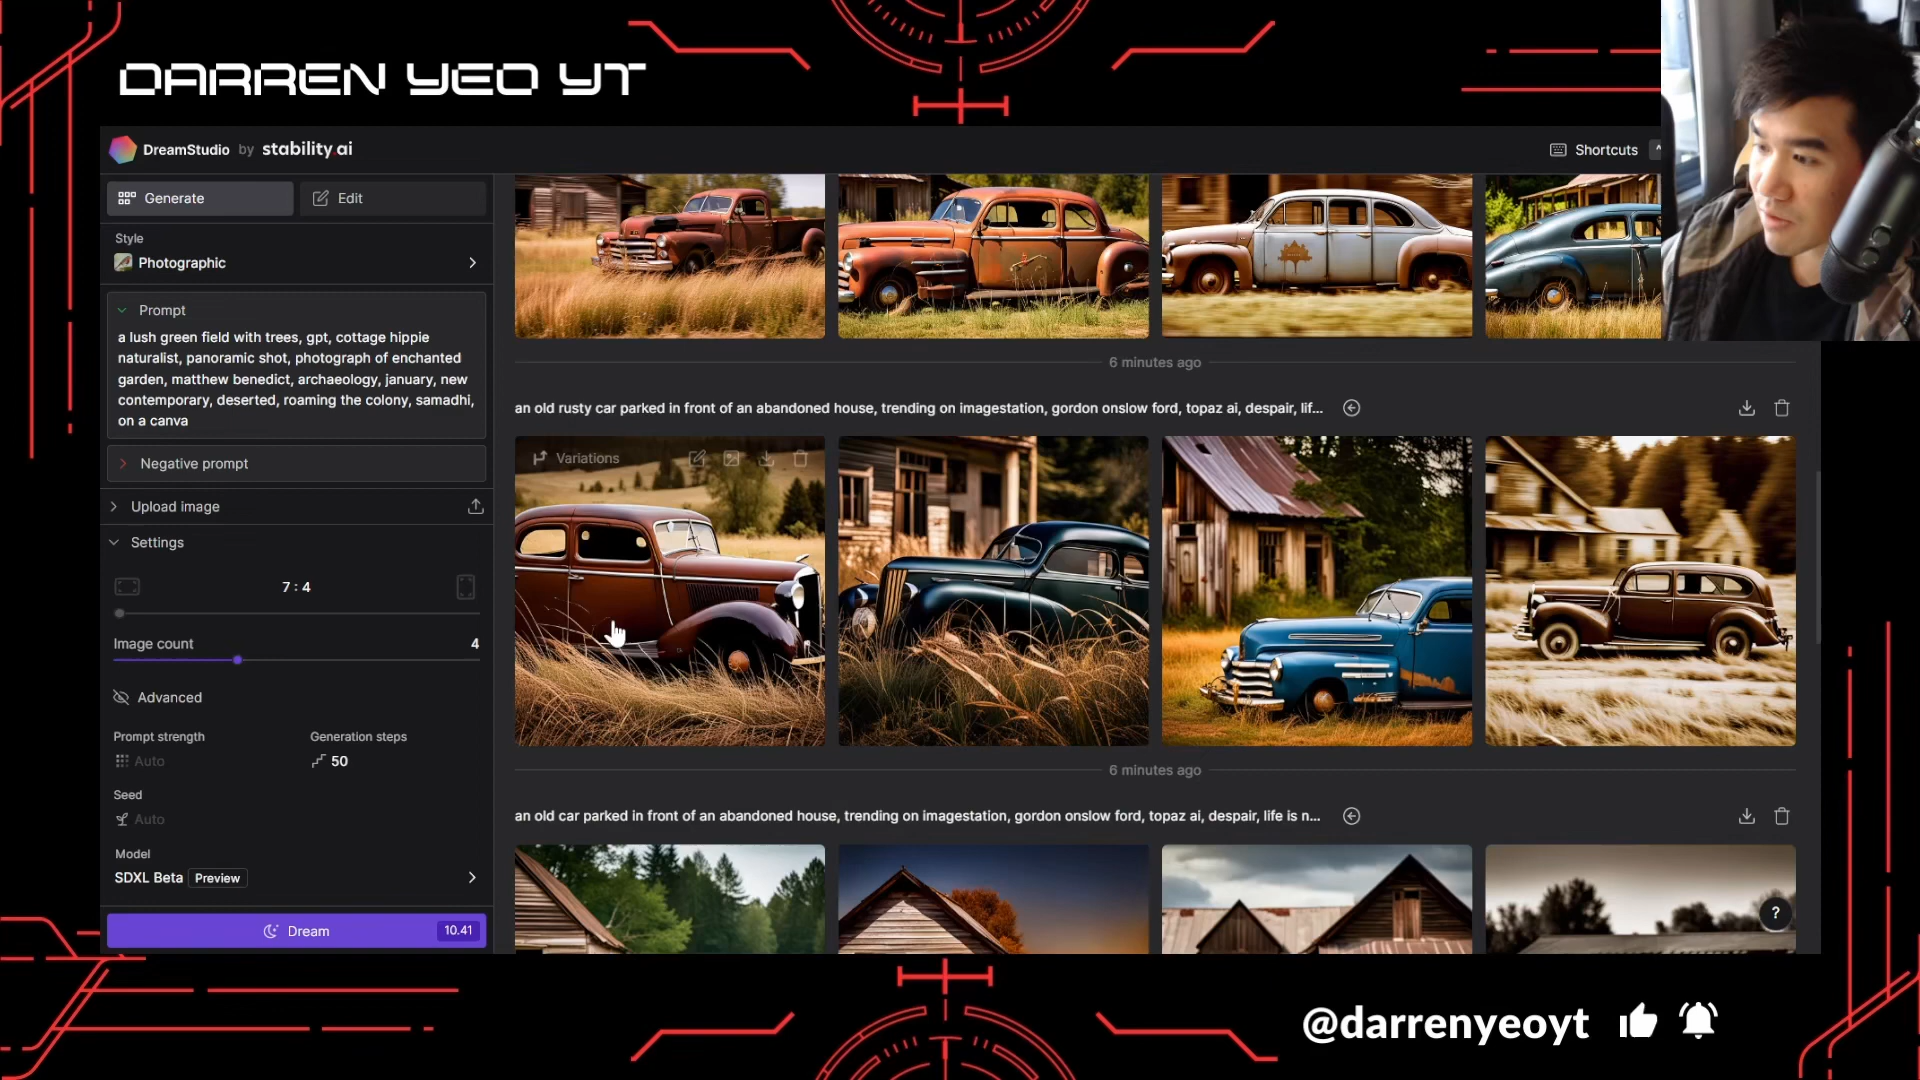 DARREN YEO YT
DreamStudio by stability.ai
Shortcuts
Generate
Edit
Style
Photographic
Prompt
a lush green field with trees, gpt, cottage hippie
naturalist, panoramic shot, photograph of enchanted
garden, matthew benedict, archaeology, january, new
contemporary, deserted, roaming the colony, samadhi,
on a canva
Negative prompt
Upload image
Settings
7 : 4
Image count 4
Advanced
Prompt strength Generation steps
Auto 50
Seed
Auto
Model
SDXL Beta Preview
Dream 10.41
6 minutes ago
an old rusty car parked in front of an abandoned house, trending on imagestation, gordon onslow ford, topaz ai, despair, lif...
Variations
6 minutes ago
an old car parked in front of an abandoned house, trending on imagestation, gordon onslow ford, topaz ai, despair, life is n...
?
@darrenyeoyt